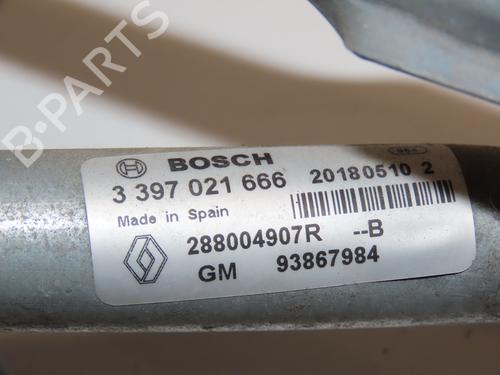 BOSCH
3 397 021 666 20180510 2
Made in Spain
288004907R --B
GM 93867984
B-PARTS